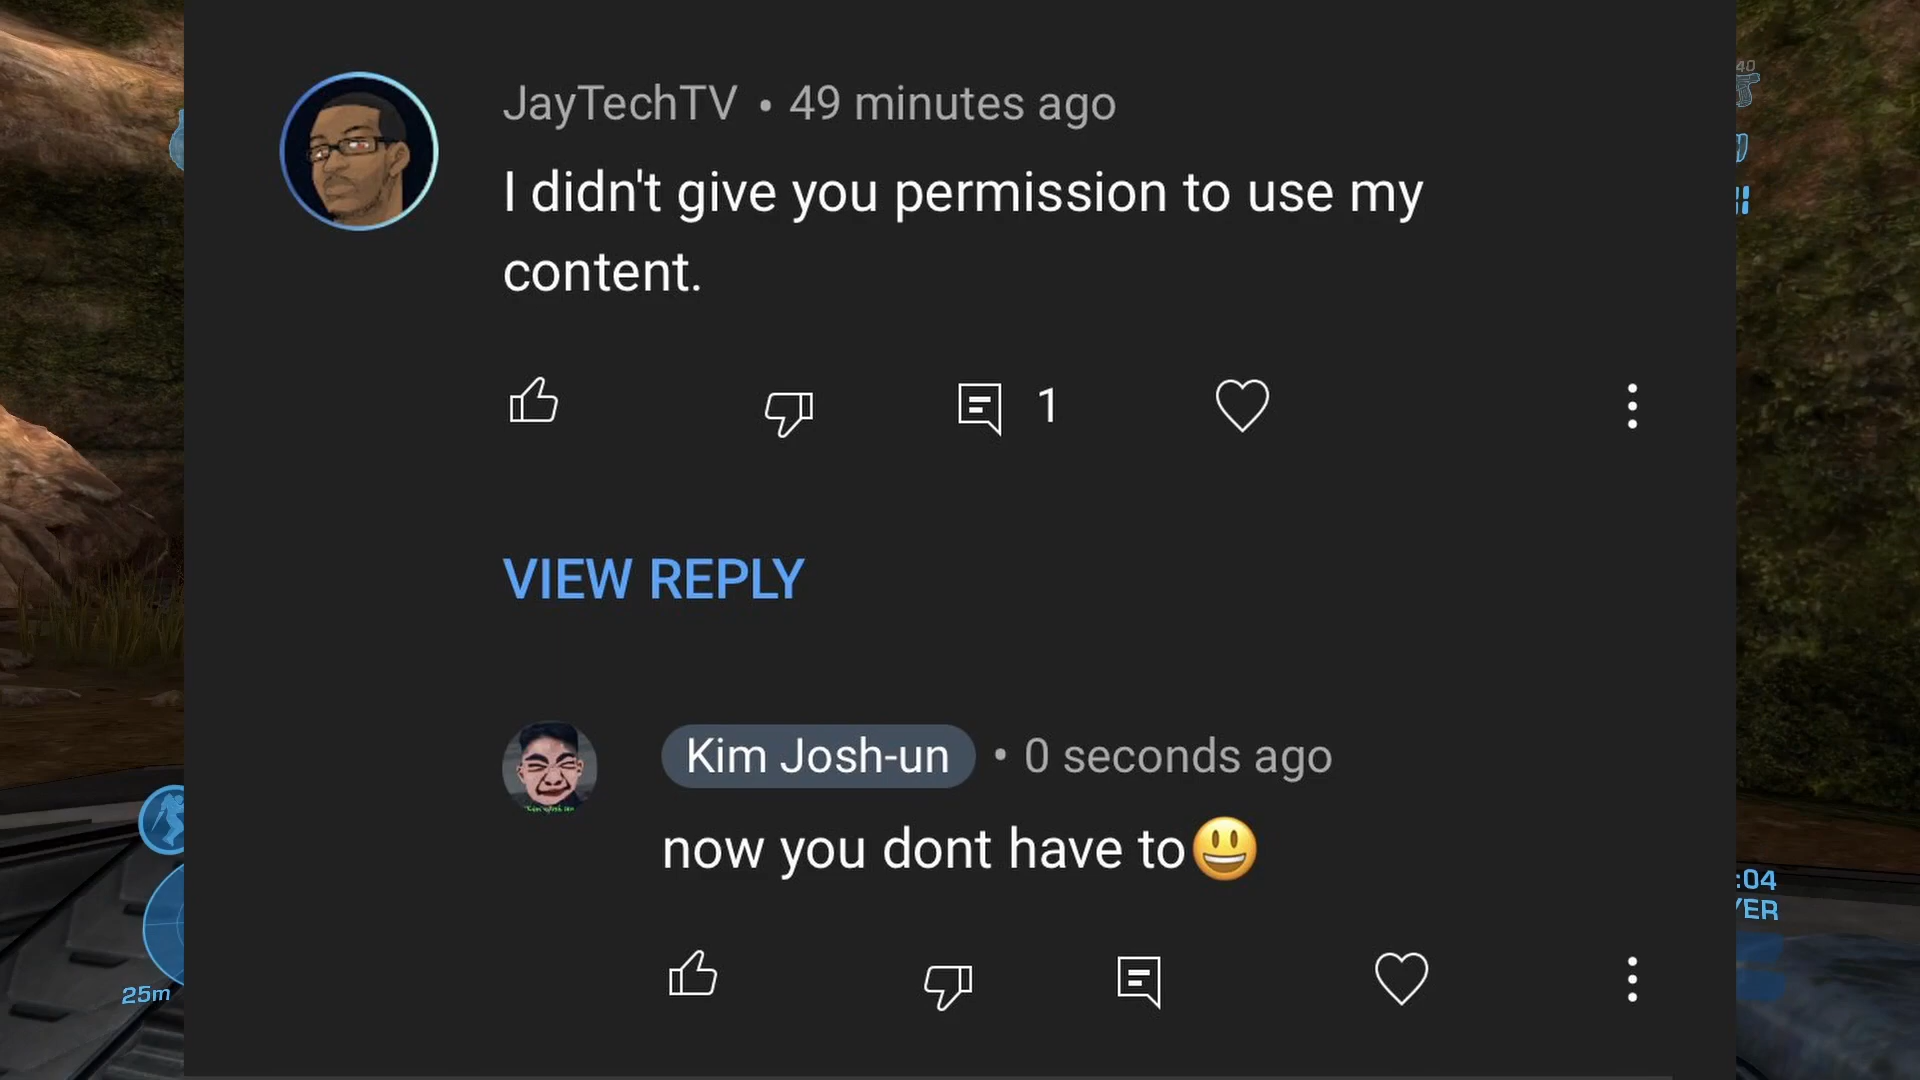 JayTechTV • 49 minutes ago
I didn't give you permission to use my
content.
1
VIEW REPLY
Kim Josh-un • 0 seconds ago
now you dont have to😃
40
:04
25m